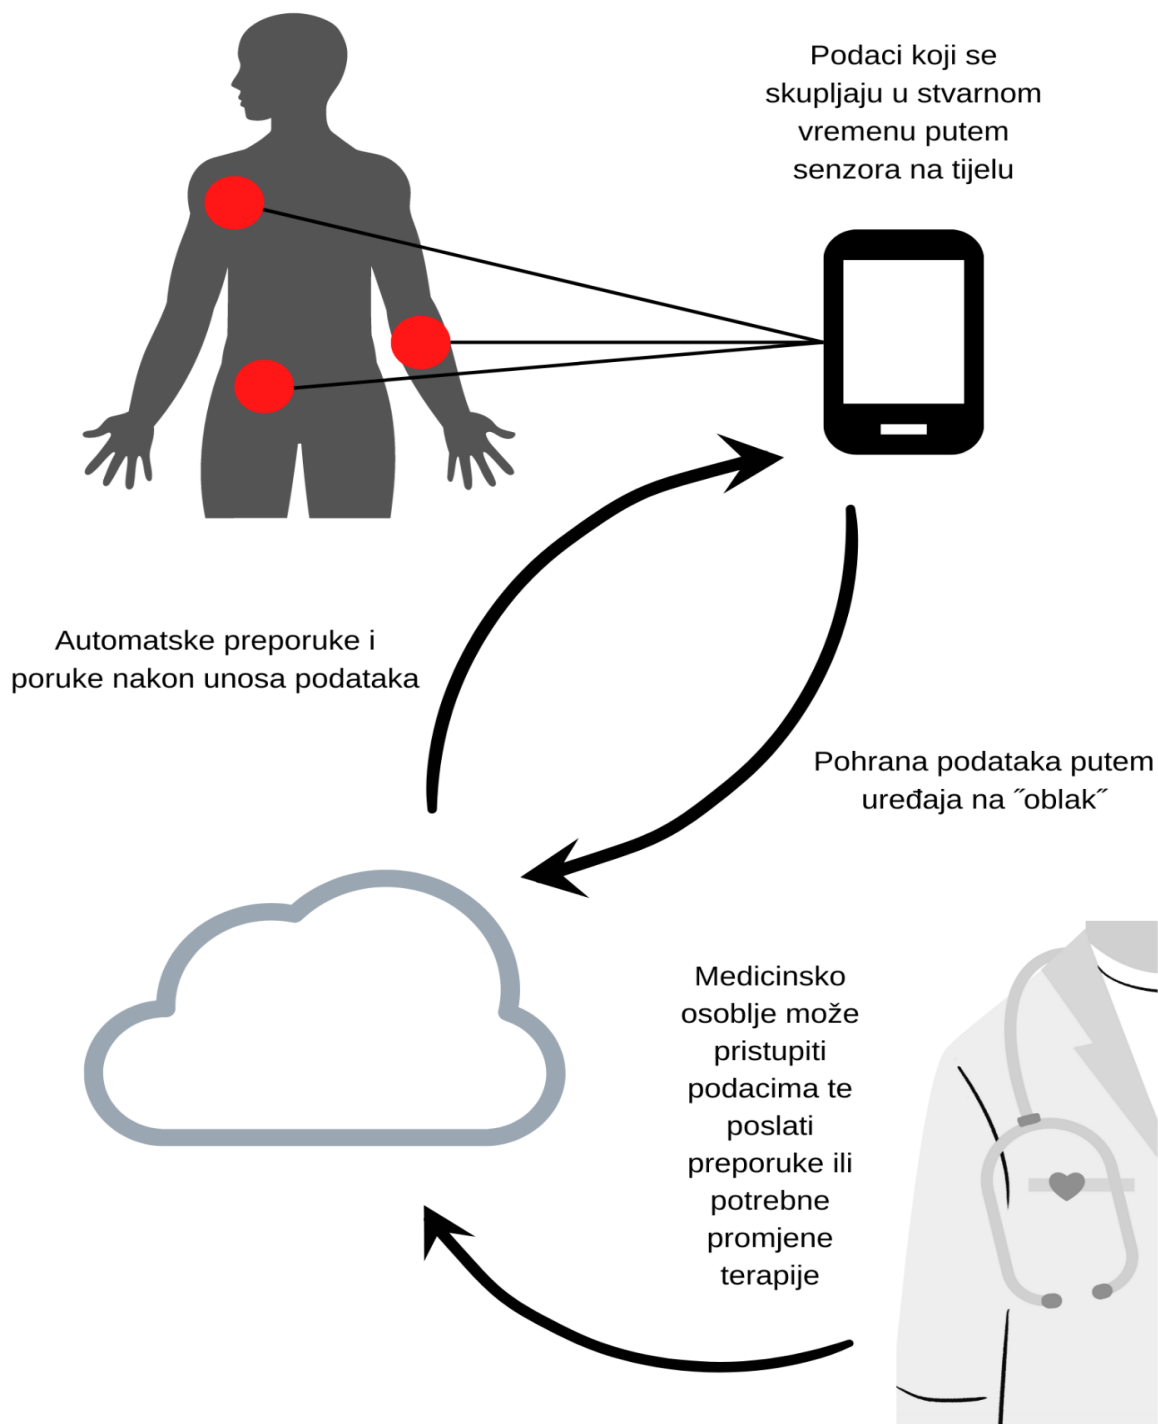 Podaci koji se
skupljaju u stvarnom
vremenu putem
senzora na tijelu
Automatske preporuke i
poruke nakon unosa podataka
Pohrana podataka putem
uređaja na ˝oblak˝
Medicinsko
osoblje može
pristupiti
podacima te
poslati
preporuke ili
potrebne
promjene
terapije